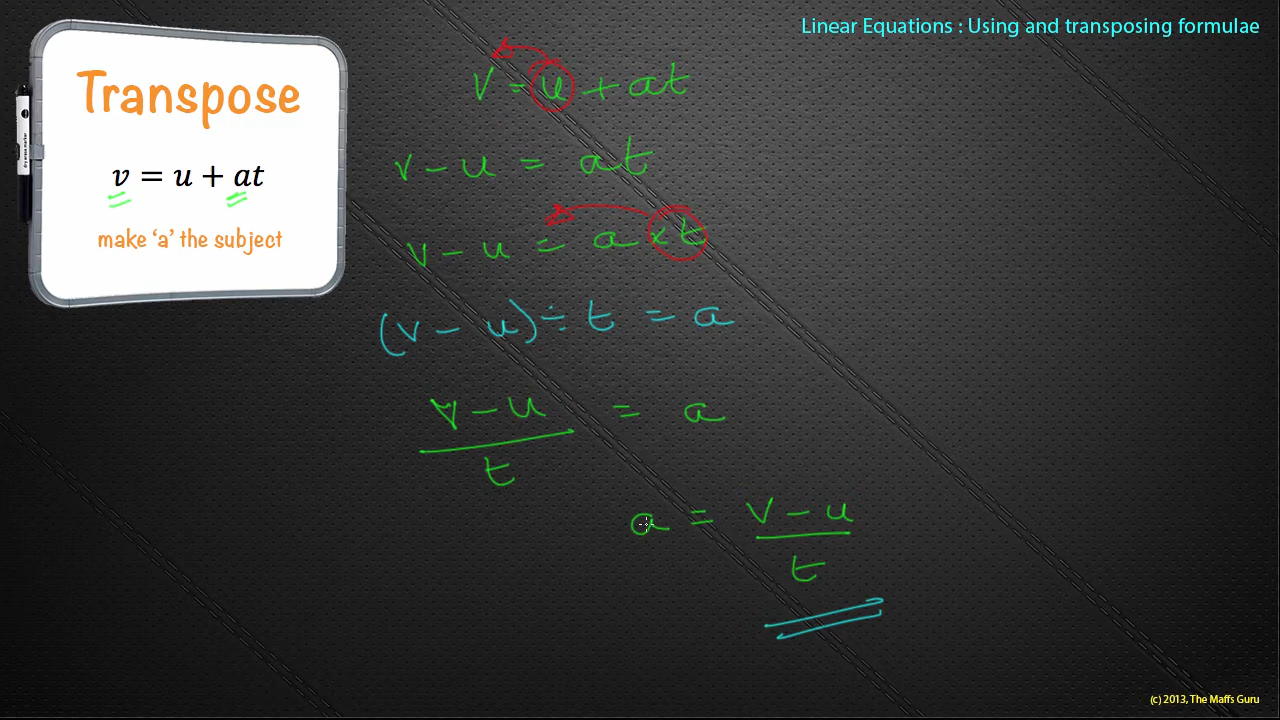 Linear Equations : Using and transposing formulae
Transpose
v = u + at
make ‘a’ the subject
v = u + at
v - u = at
v - u = a x t
(v - u) ÷ t = a
v - u = a
t
a = v - u
t
(c) 2013, The Maffs Guru